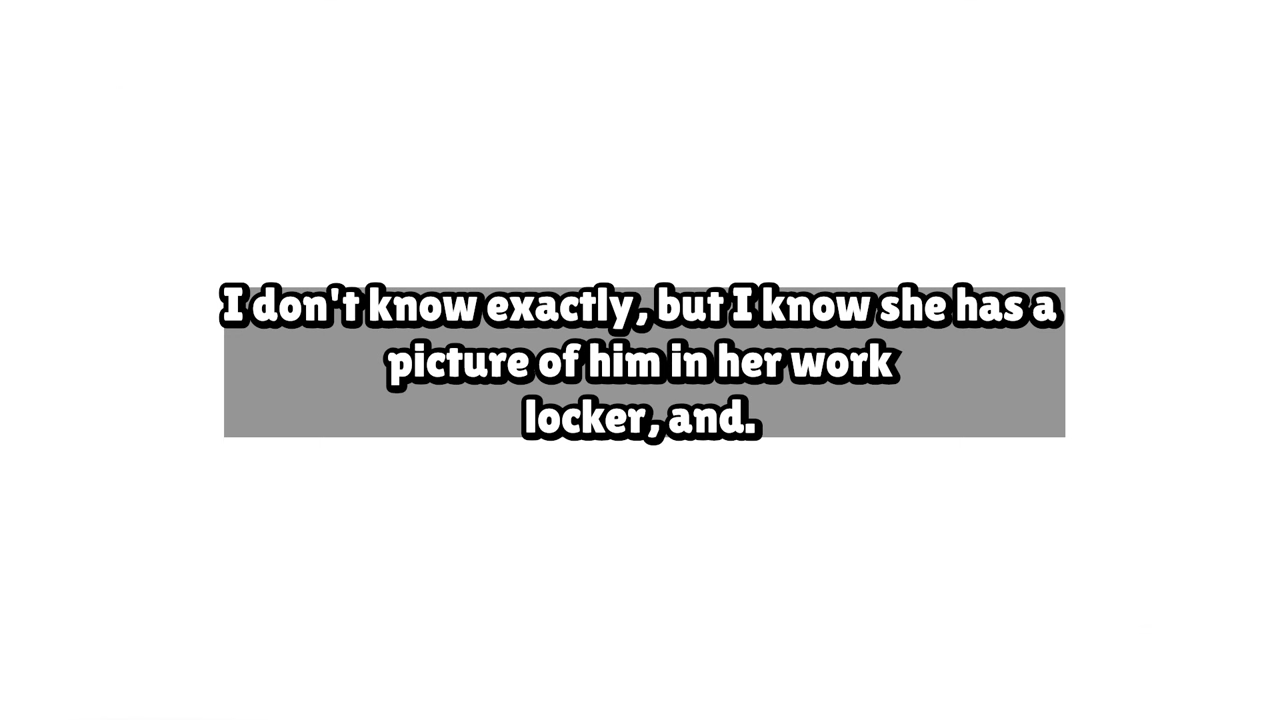 I don't know exactly, but I know she has a
picture of him in her work
locker, and.